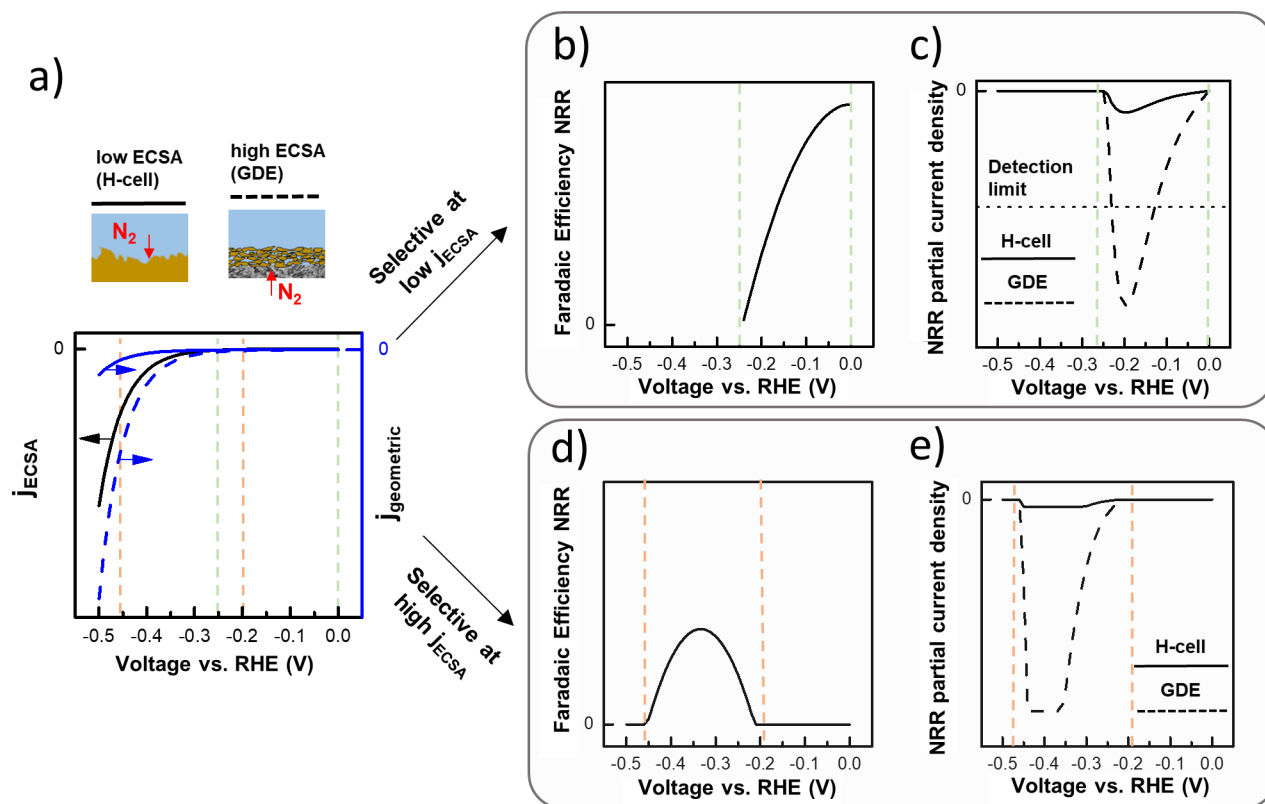 a)
low ECSA
(H-cell)
high ECSA
(GDE)
N2
N2
Selective at
low jECSA
0
0
jECSA
jgeometric
-0.5 -0.4 -0.3 -0.2 -0.1 0.0
Voltage vs. RHE (V)
Selective at
high jECSA
b)
Faradaic Efficiency NRR
0
-0.5 -0.4 -0.3 -0.2 -0.1 0.0
Voltage vs. RHE (V)
c)
NRR partial current density
0
Detection
limit
H-cell
GDE
-0.5 -0.4 -0.3 -0.2 -0.1 0.0
Voltage vs. RHE (V)
d)
Faradaic Efficiency NRR
0
-0.5 -0.4 -0.3 -0.2 -0.1 0.0
Voltage vs. RHE (V)
e)
NRR partial current density
0
H-cell
GDE
-0.5 -0.4 -0.3 -0.2 -0.1 0.0
Voltage vs. RHE (V)